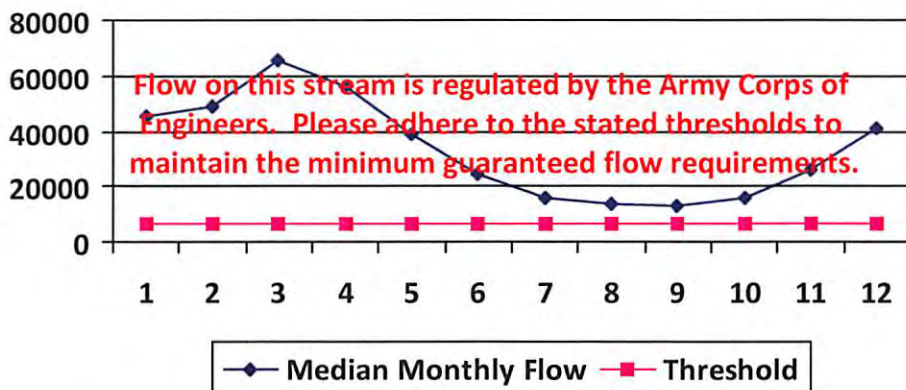 80000
60000
40000
20000
0
Flow on this stream is regulated by the Army Corps of
Engineers. Please adhere to the stated thresholds to
maintain the minimum guaranteed flow requirements.
1 2 3 4 5 6 7 8 9 10 11 12
Median Monthly Flow Threshold